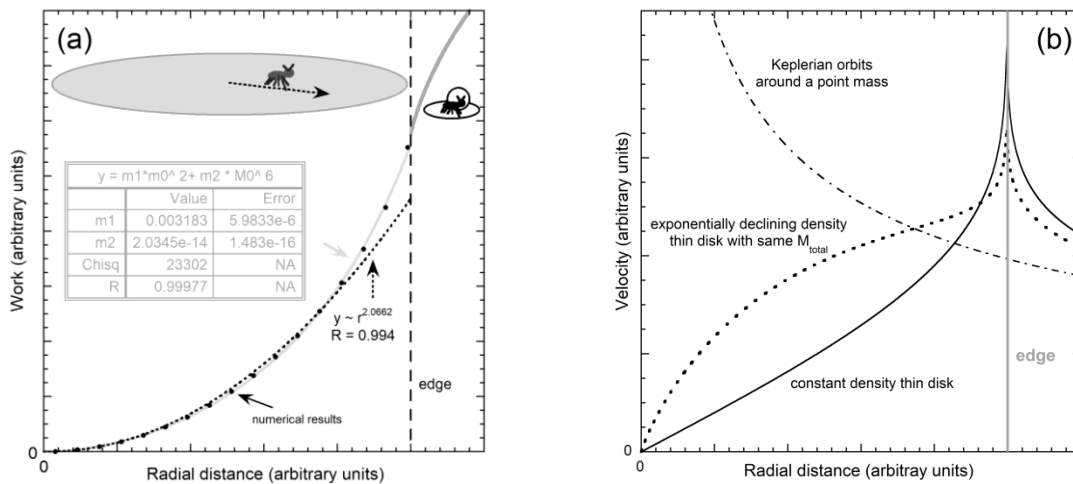 (a)
Work (arbitrary units)
y = m1*m0^ 2+ m2 * M0^ 6
Value Error
m1 0.003183 5.9833e-6
m2 2.0345e-14 1.483e-16
Chisq 23302 NA
R 0.99977 NA
y ~ r2.0662
R = 0.994
edge
numerical results
0
0
Radial distance (arbitrary units)
(b)
Velocity (arbitrary units)
Keplerian orbits
around a point mass
exponentially declining density
thin disk with same Mtotal
edge
constant density thin disk
0
0
Radial distance (arbitray units)